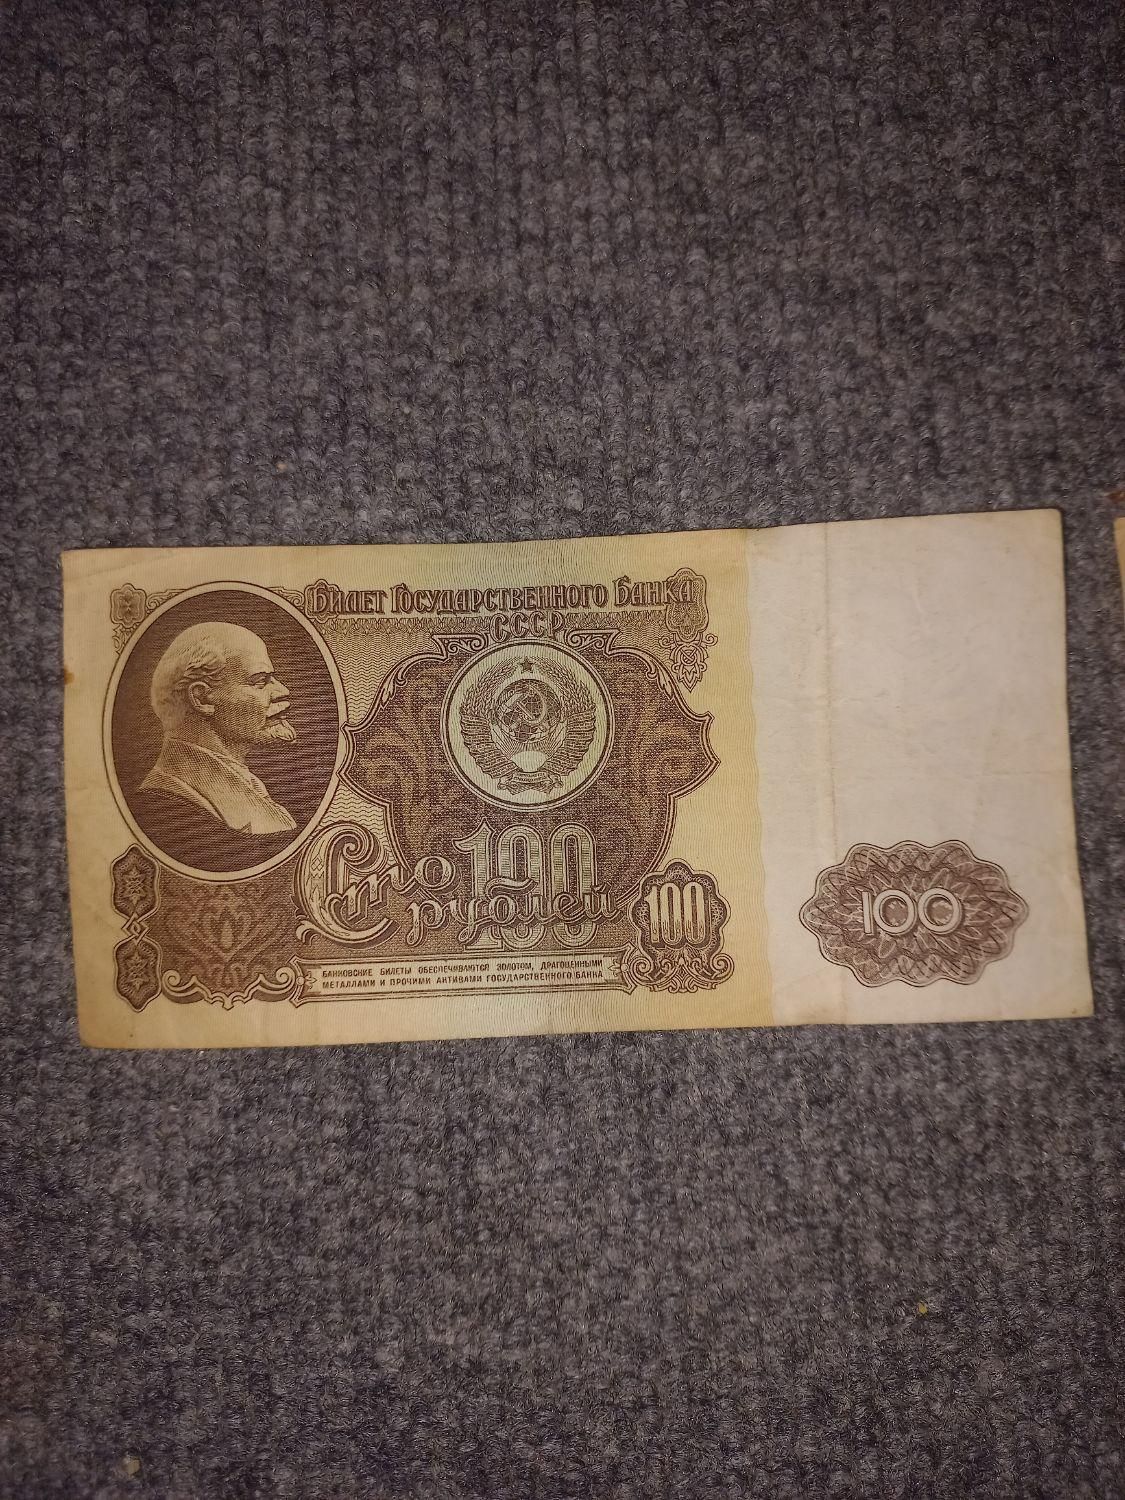 Билет Государственного Банка
СССР
100
Сто
рублей
100
100
БАНКОВСКИЕ БИЛЕТЫ ОБЕСПЕЧИВАЮТСЯ ЗОЛОТОМ, ДРАГОЦЕННЫМИ
МЕТАЛЛАМИ И ПРОЧИМИ АКТИВАМИ ГОСУДАРСТВЕННОГО БАНКА